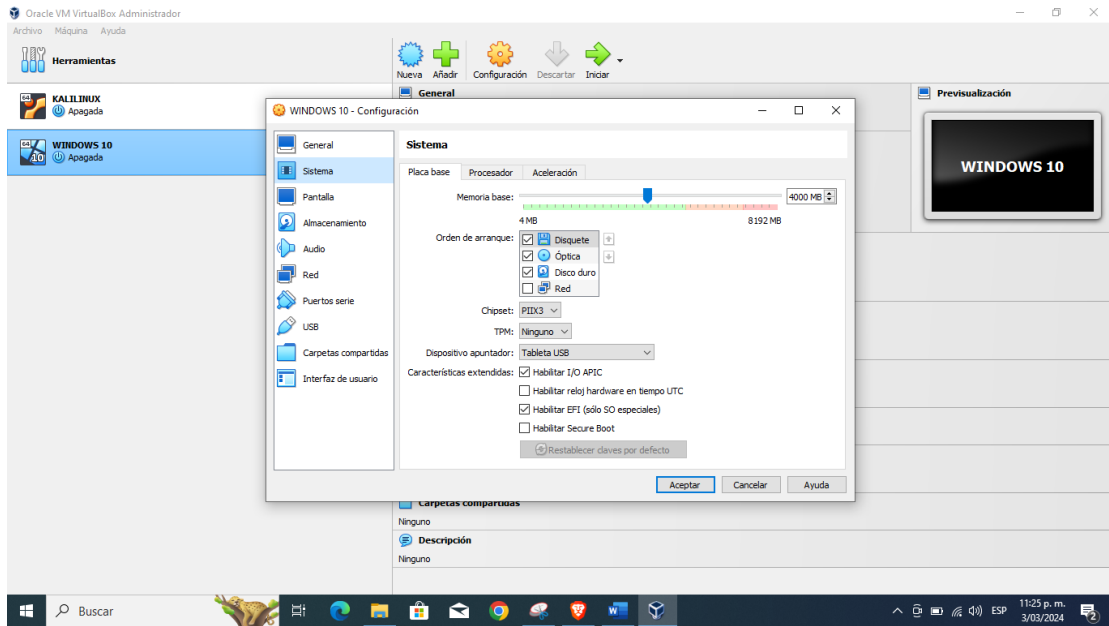 Oracle VM VirtualBox Administrador
Archivo Máquina Ayuda
Herramientas
Nueva Añadir Configuración Descartar Iniciar
64
KALILINUX
Apagada
64
10
WINDOWS 10
Apagada
General
Previsualización
WINDOWS 10
WINDOWS 10 - Configuración
General
Sistema
Pantalla
Almacenamiento
Audio
Red
Puertos serie
USB
Carpetas compartidas
Interfaz de usuario
Sistema
Placa base Procesador Aceleración
Memoria base: 4000 MB
4 MB 8192 MB
Orden de arranque: Disquete
Óptica
Disco duro
Red
Chipset: PIIX3
TPM: Ninguno
Dispositivo apuntador: Tableta USB
Características extendidas: Habilitar I/O APIC
Habilitar reloj hardware en tiempo UTC
Habilitar EFI (sólo SO especiales)
Habilitar Secure Boot
Restablecer claves por defecto
Aceptar Cancelar Ayuda
Carpetas compartidas
Ninguno
Descripción
Ninguno
Buscar
ESP
11:25 p. m.
3/03/2024
2